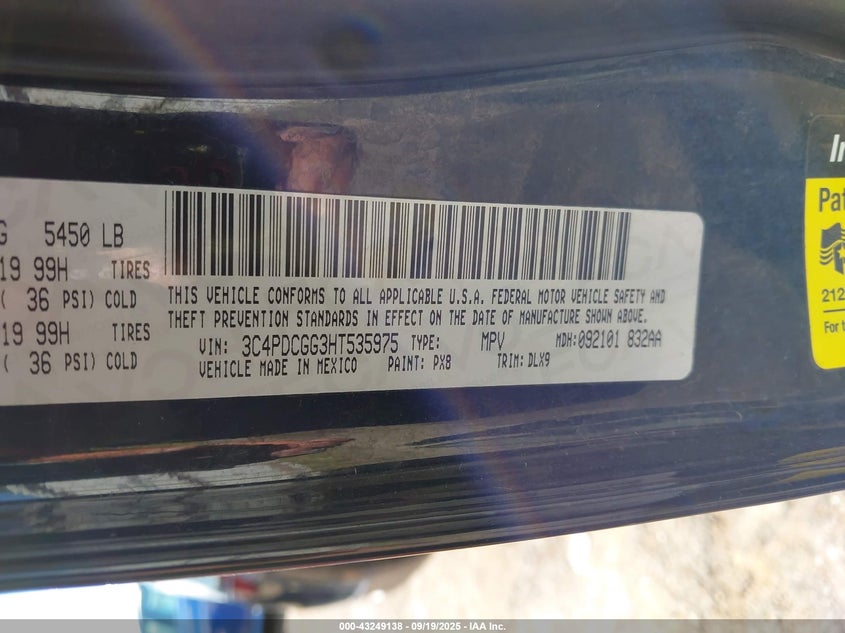 G 5450 LB
19 99H TIRES
( 36 PSI) COLD
19 99H TIRES
( 36 PSI) COLD
THIS VEHICLE CONFORMS TO ALL APPLICABLE U.S.A. FEDERAL MOTOR VEHICLE SAFETY AND
THEFT PREVENTION STANDARDS IN EFFECT ON THE DATE OF MANUFACTURE SHOWN ABOVE.
VIN: 3C4PDCGG3HT535975 TYPE: MPV MDH:092101 832AA
VEHICLE MADE IN MEXICO PAINT: PX8 TRIM: DLX9
In
Pat
212
For t
000-43249138 - 09/19/2025 - IAA Inc.